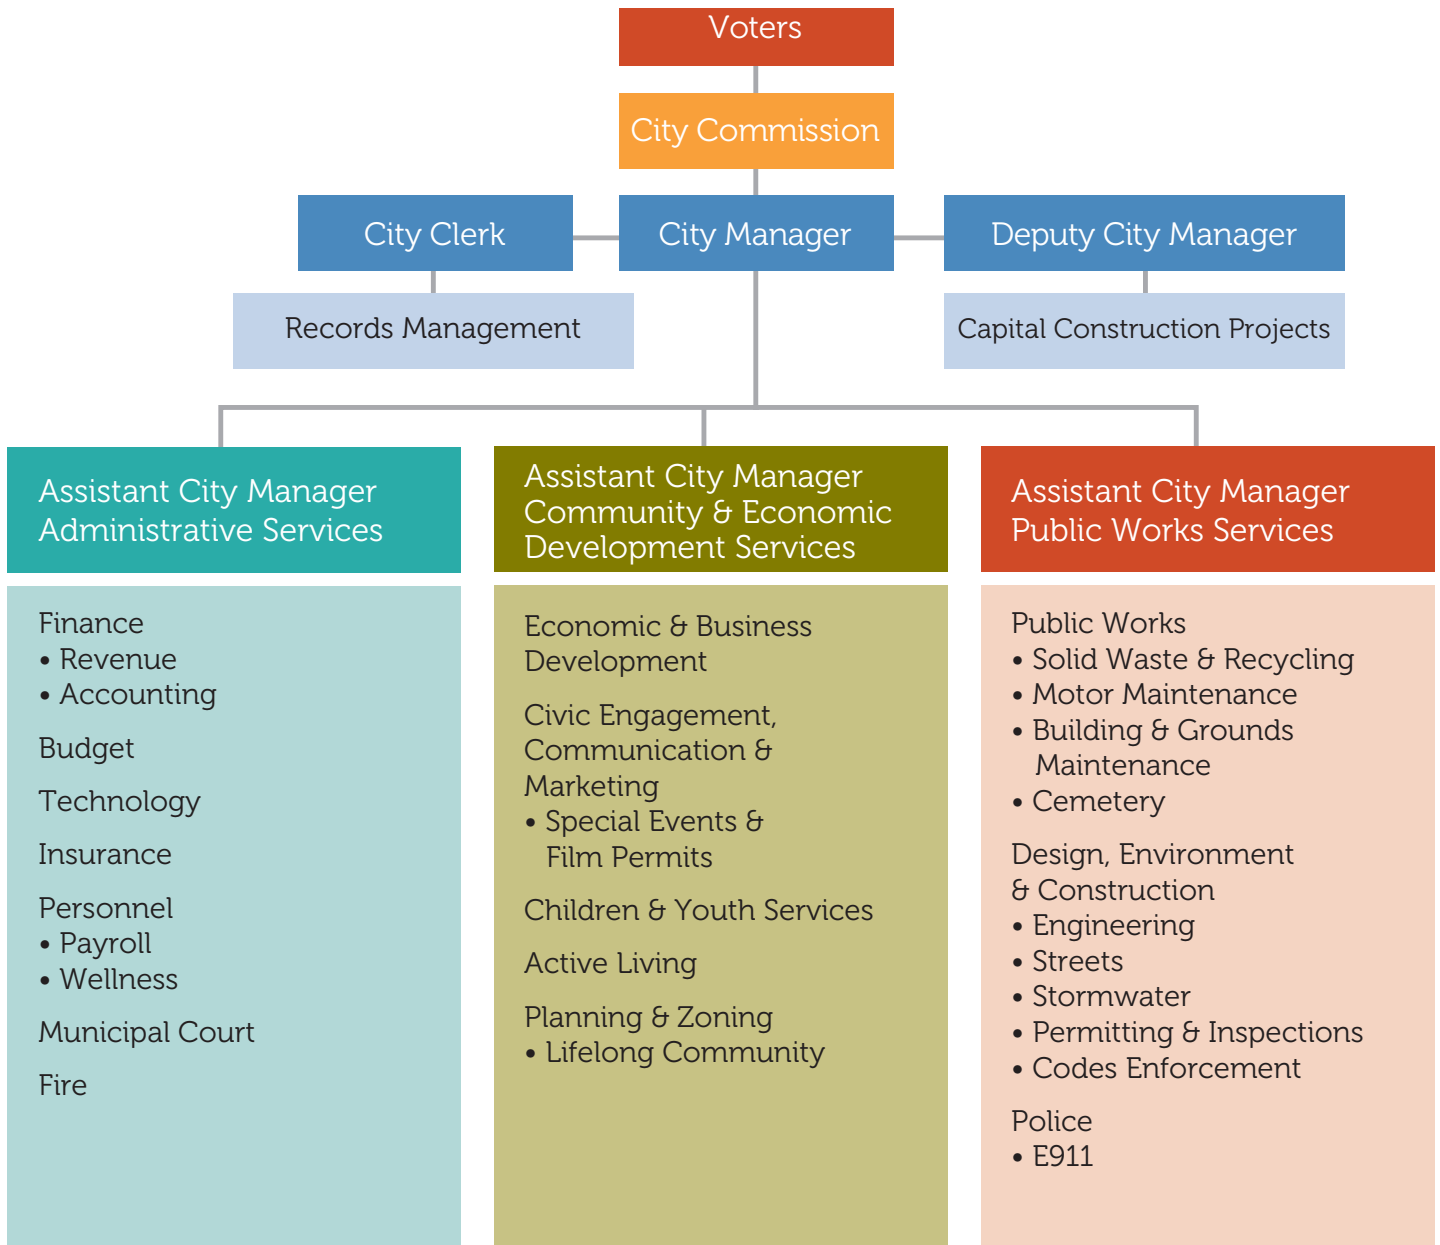 Voters
City Commission
City Clerk
City Manager
Deputy City Manager
Records Management
Capital Construction Projects
Assistant City Manager
Administrative Services
Assistant City Manager
Community & Economic
Development Services
Assistant City Manager
Public Works Services
Finance
• Revenue
• Accounting
Budget
Technology
Insurance
Personnel
• Payroll
• Wellness
Municipal Court
Fire
Economic & Business
Development
Civic Engagement,
Communication &
Marketing
• Special Events &
Film Permits
Children & Youth Services
Active Living
Planning & Zoning
• Lifelong Community
Public Works
• Solid Waste & Recycling
• Motor Maintenance
• Building & Grounds
Maintenance
• Cemetery
Design, Environment
& Construction
• Engineering
• Streets
• Stormwater
• Permitting & Inspections
• Codes Enforcement
Police
• E911